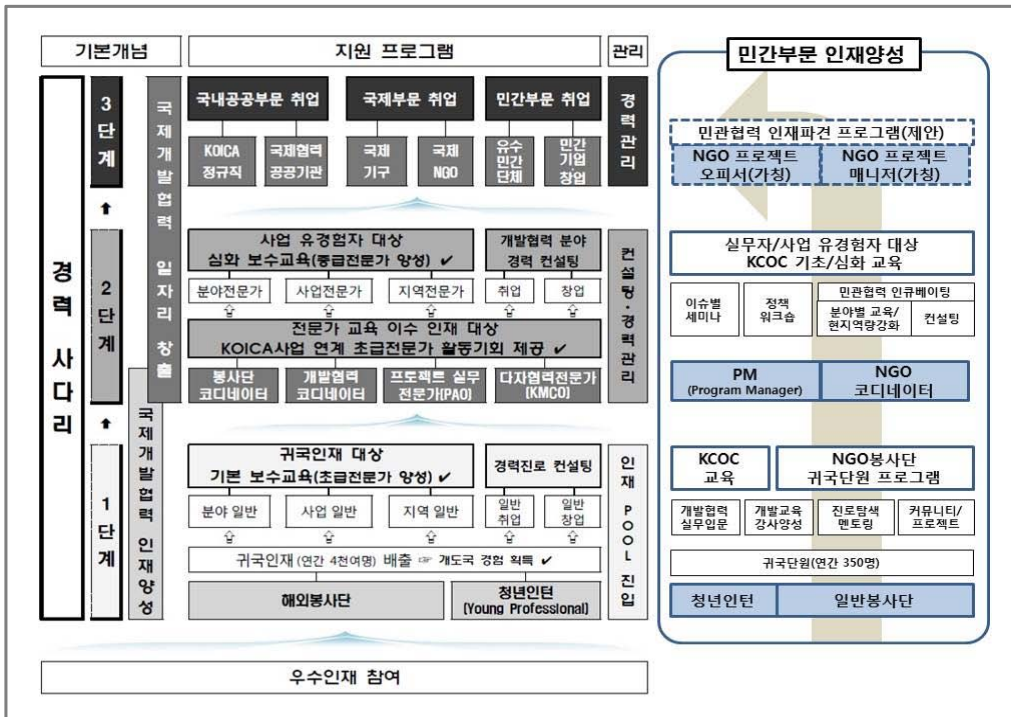 기본개념
지원 프로그램
관리
경력 사다리
3단계
국제개발협력 일자리 창출
국내공공부문 취업
국제부문 취업
민간부문 취업
KOICA
정규직
국제협력
공공기관
국제
기구
국제
NGO
유수
민간
단체
민간
기업
창업
경력관리
2단계
사업 유경험자 대상
심화 보수교육(중급전문가 양성) ✔
개발협력 분야
경력 컨설팅
분야전문가
사업전문가
지역전문가
취업
창업
전문가 교육 이수 인재 대상
KOICA사업 연계 초급전문가 활동기회 제공 ✔
봉사단
코디네이터
개발협력
코디네이터
프로젝트 실무
전문가(PAO)
다자협력전문가
(KMCO)
컨설팅·경력관리
1단계
국제개발협력 인재양성
귀국인재 대상
기본 보수교육(초급전문가 양성) ✔
경력진로 컨설팅
분야 일반
사업 일반
지역 일반
일반
취업
일반
창업
귀국인재 (연간 4천여명) 배출 ☞ 개도국 경험 획득 ✔
해외봉사단
청년인턴
(Young Professional)
인재 POOL 진입
우수인재 참여
민간부문 인재양성
민관협력 인재파견 프로그램(제안)
NGO 프로젝트
오피서(가칭)
NGO 프로젝트
매니저(가칭)
실무자/사업 유경험자 대상
KCOC 기초/심화 교육
이슈별
세미나
정책
워크숍
민관협력 인큐베이팅
분야별 교육/
현지역량강화
컨설팅
PM
(Program Manager)
NGO
코디네이터
KCOC
교육
NGO봉사단
귀국단원 프로그램
개발협력
실무입문
개발교육
강사양성
진로탐색
멘토링
커뮤니티/
프로젝트
귀국단원(연간 350명)
청년인턴
일반봉사단